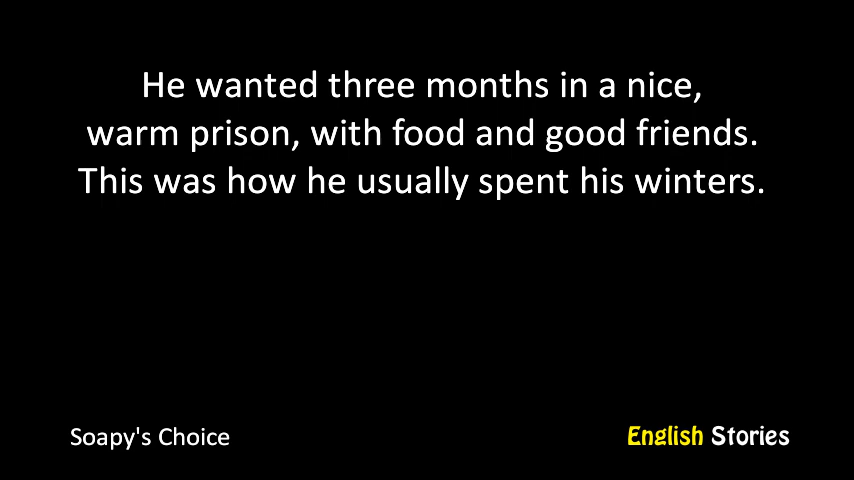 He wanted three months in a nice,
warm prison, with food and good friends.
This was how he usually spent his winters.
Soapy's Choice
English Stories